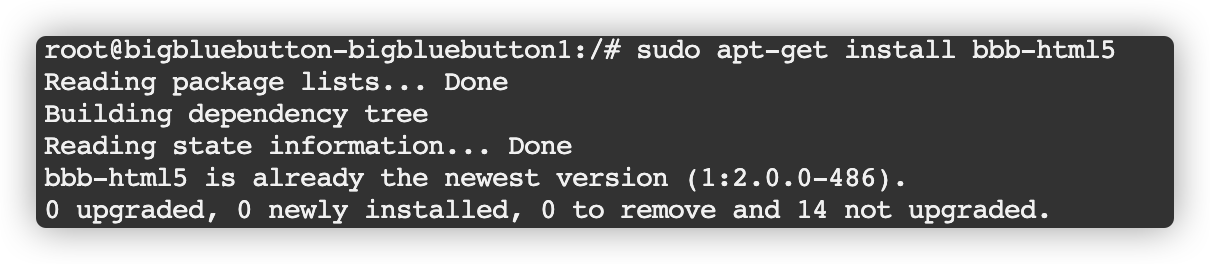 root@bigbluebutton-bigbluebutton1:/# sudo apt-get install bbb-html5
Reading package lists... Done
Building dependency tree
Reading state information... Done
bbb-html5 is already the newest version (1:2.0.0-486).
0 upgraded, 0 newly installed, 0 to remove and 14 not upgraded.